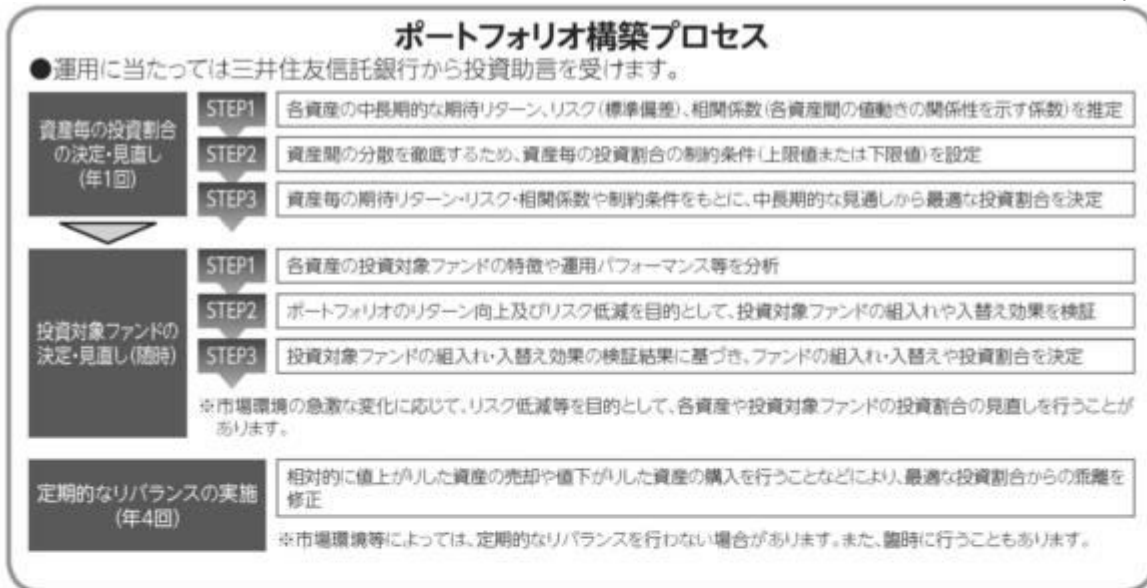 ポートフォリオ構築プロセス
●運用に当たっては三井住友信託銀行から投資助言を受けます。
資産毎の投資割合
の決定・見直し
(年1回)
STEP1
各資産の中長期的な期待リターン、リスク(標準偏差)、相関係数(各資産間の値動きの関係性を示す係数)を推定
STEP2
資産間の分散を徹底するため、資産毎の投資割合の制約条件(上限値または下限値)を設定
STEP3
資産毎の期待リターン・リスク・相関係数や制約条件をもとに、中長期的な見通しから最適な投資割合を決定
投資対象ファンドの
決定・見直し(随時)
STEP1
各資産の投資対象ファンドの特徴や運用パフォーマンス等を分析
STEP2
ポートフォリオのリターン向上及びリスク低減を目的として、投資対象ファンドの組入れや入替え効果を検証
STEP3
投資対象ファンドの組入れ・入替え効果の検証結果に基づき、ファンドの組入れ・入替えや投資割合を決定
※市場環境の急激な変化に応じて、リスク低減等を目的として、各資産や投資対象ファンドの投資割合の見直しを行うことが
あります。
定期的なリバランスの実施
(年4回)
相対的に値上がりした資産の売却や値下がりした資産の購入を行うことなどにより、最適な投資割合からの乖離を
修正
※市場環境等によっては、定期的なリバランスを行わない場合があります。また、臨時に行うこともあります。